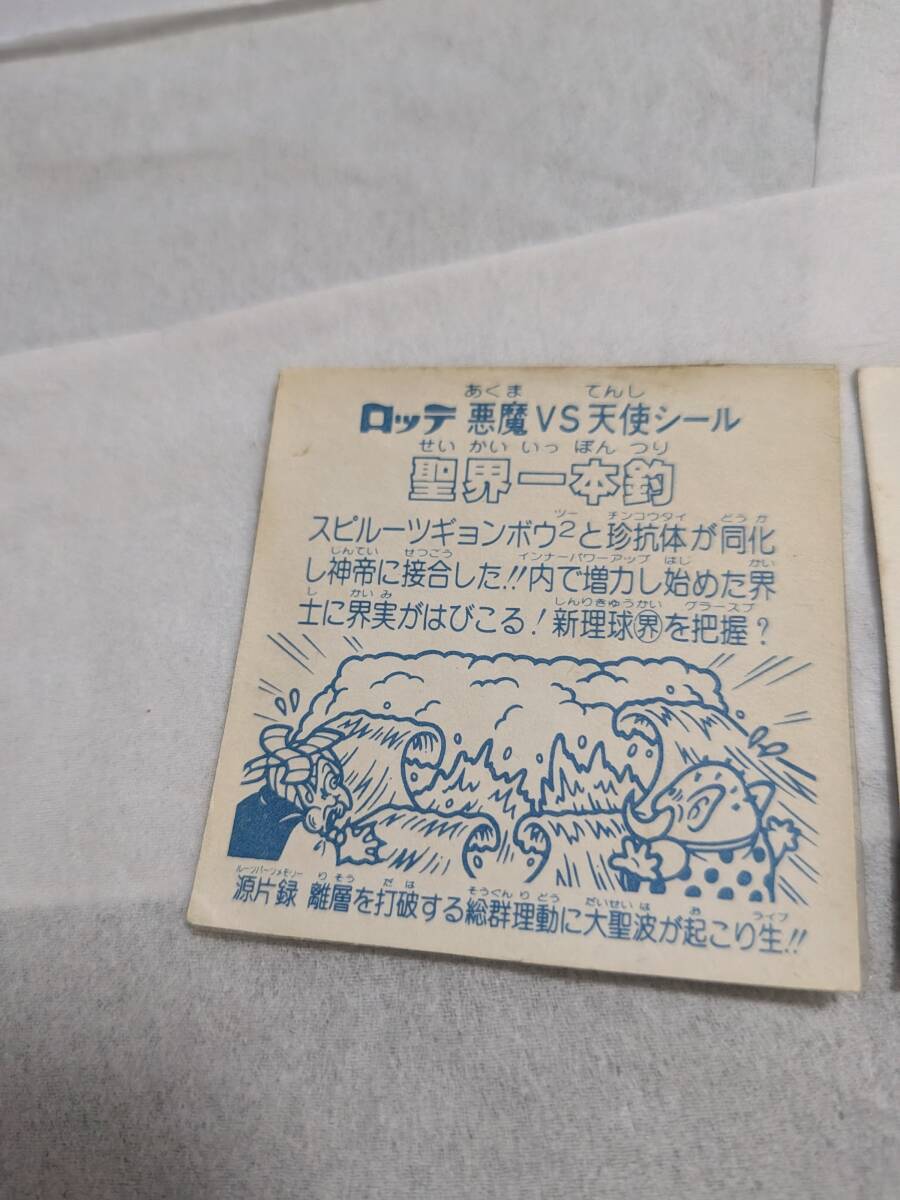 あくま てんし
ロッテ 悪魔VS天使シール
せい かい いっ ぽん つり
聖界一本釣
ツー チンコウタイ どうか
スピルーツギョンボウ2と珍抗体が同化
しんてい せつごう インナーパワーアップ はじ かい
し神帝に接合した!!内で増力し始めた界
し かいみ しんりきゅうかい グラースプ
士に界実がはびこる!新理球界を把握?
ルーンパーツメモリー りそう だは そうぐんりどう だいせいは お ライフ
源片録 離層を打破する総群理動に大聖波が起こり生!!